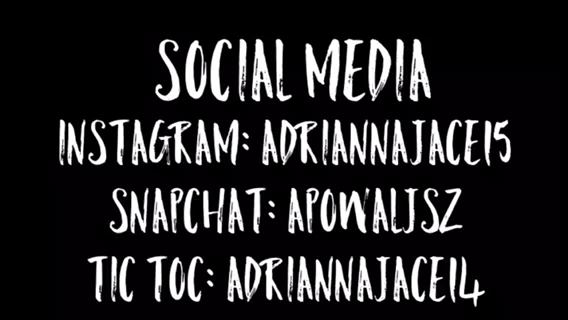 SOCIAL MEDIA
INSTAGRAM: ADRIANNAJACE15
SNAPCHAT: APOWALJSZ
TIC TOC: ADRIANNAJACE14